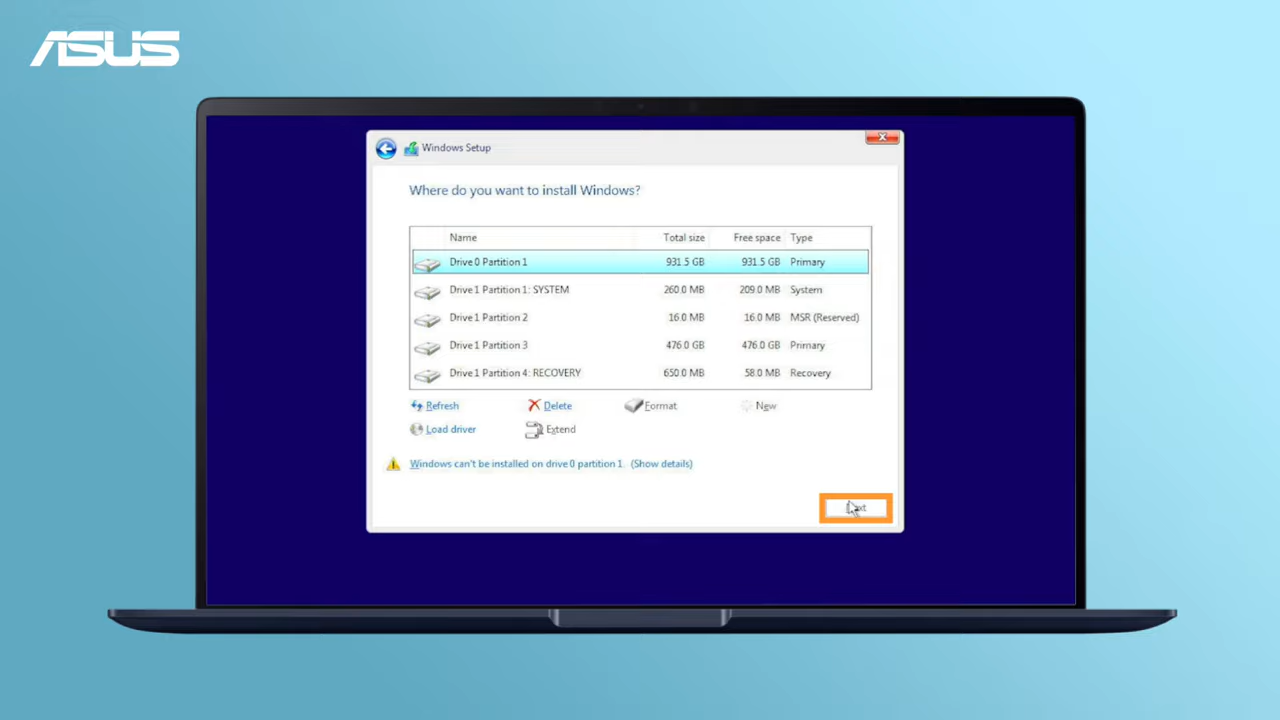 ASUS
Windows Setup
Where do you want to install Windows?
Name Total size Free space Type
Drive 0 Partition 1 931.5 GB 931.5 GB Primary
Drive 1 Partition 1: SYSTEM 260.0 MB 209.0 MB System
Drive 1 Partition 2 16.0 MB 16.0 MB MSR (Reserved)
Drive 1 Partition 3 476.0 GB 476.0 GB Primary
Drive 1 Partition 4: RECOVERY 650.0 MB 58.0 MB Recovery
Refresh Delete Format New
Load driver Extend
Windows can't be installed on drive 0 partition 1. (Show details)